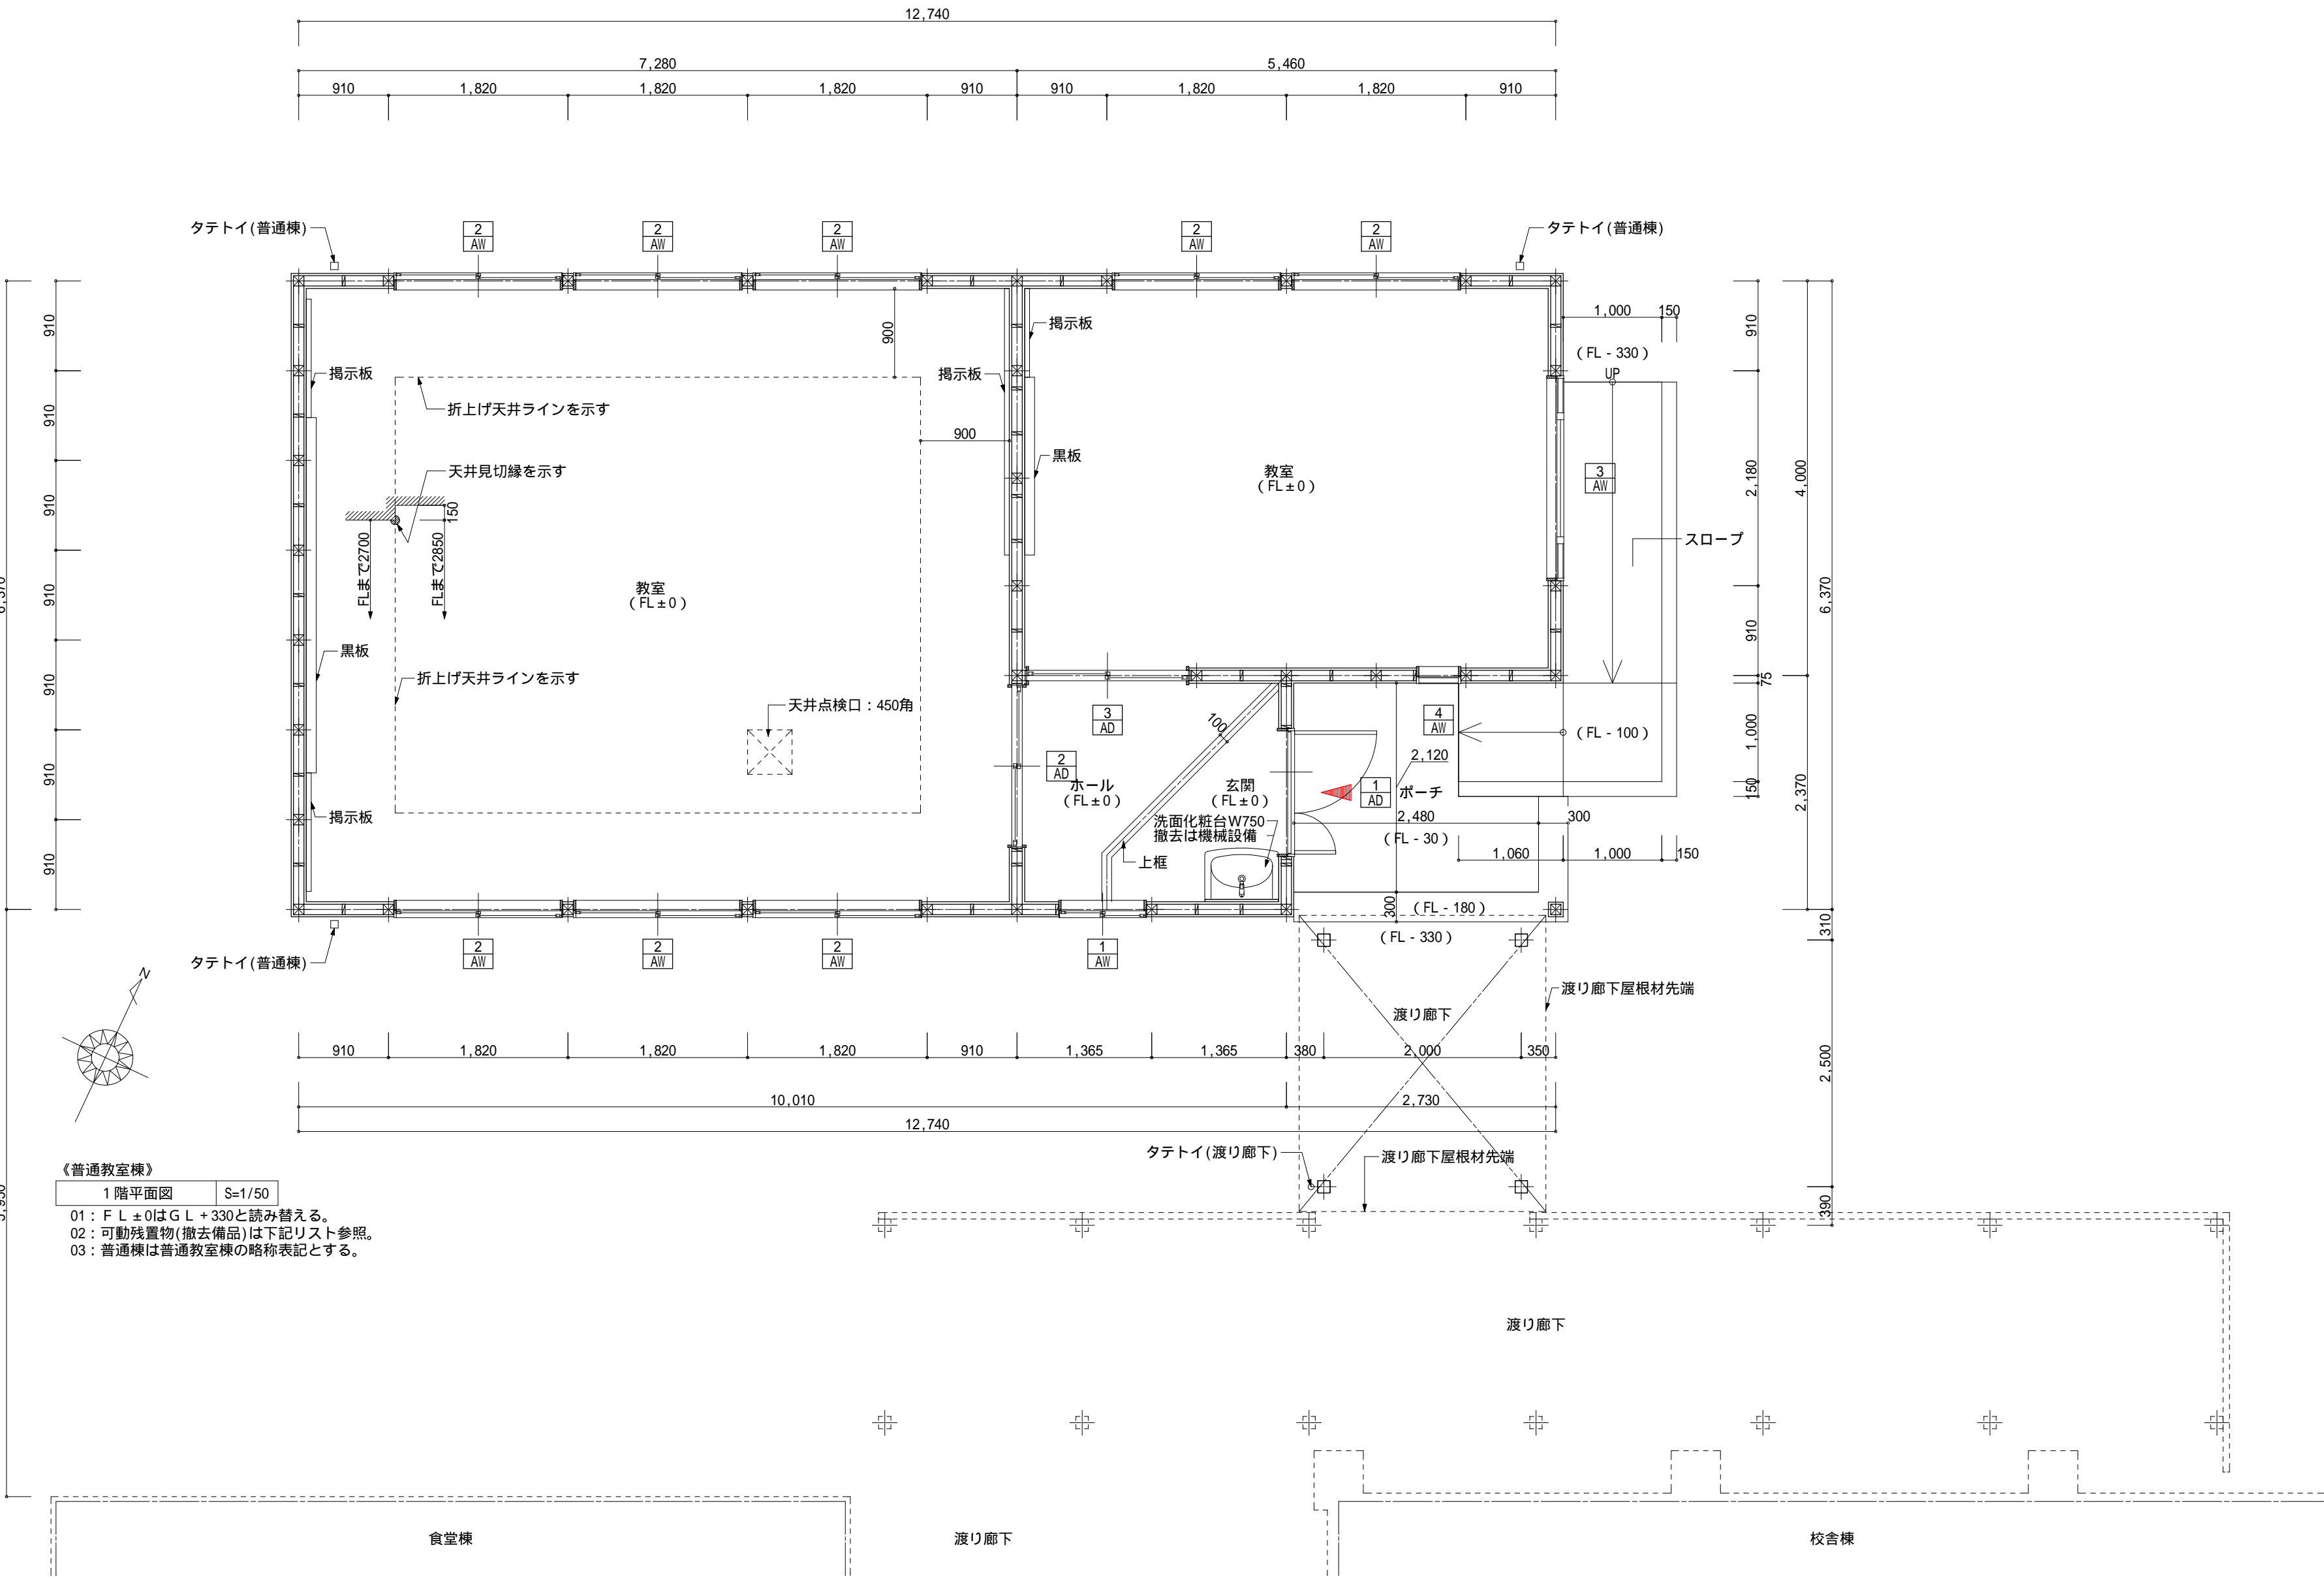 12,740
7,280
5,460
910
1,820
1,820
1,820
910
910
1,820
1,820
910
タテトイ(普通棟)
2
AW
2
AW
2
AW
2
AW
2
AW
タテトイ(普通棟)
910
910
910
910
910
910
910
掲示板
折上げ天井ラインを示す
900
掲示板
900
天井見切縁を示す
150
FLまで2700
FLまで2850
教室
(FL±0)
黒板
折上げ天井ラインを示す
天井点検口：450角
掲示板
掲示板
黒板
教室
(FL±0)
1,000
150
(FL-330)
UP
3
AW
スロープ
910
2,180
910
75
1,000
150
4,000
2,370
6,370
310
2,500
390
3
AD
100
2
AD
ホール
(FL±0)
玄関
(FL±0)
洗面化粧台W750
撤去は機械設備
上框
4
AW
(FL-100)
2,120
1
AD
ポーチ
2,480
300
(FL-30)
1,060
1,000
150
300
(FL-180)
(FL-330)
タテトイ(普通棟)
2
AW
2
AW
2
AW
1
AW
N
渡り廊下屋根材先端
渡り廊下
910
1,820
1,820
1,820
910
1,365
1,365
380
2,000
350
10,010
2,730
12,740
タテトイ(渡り廊下)
渡り廊下屋根材先端
《普通教室棟》
1階平面図
S=1/50
01：ＦＬ±0はＧＬ+330と読み替える。
02：可動残置物(撤去備品)は下記リスト参照。
03：普通棟は普通教室棟の略称表記とする。
渡り廊下
食堂棟
渡り廊下
校舎棟